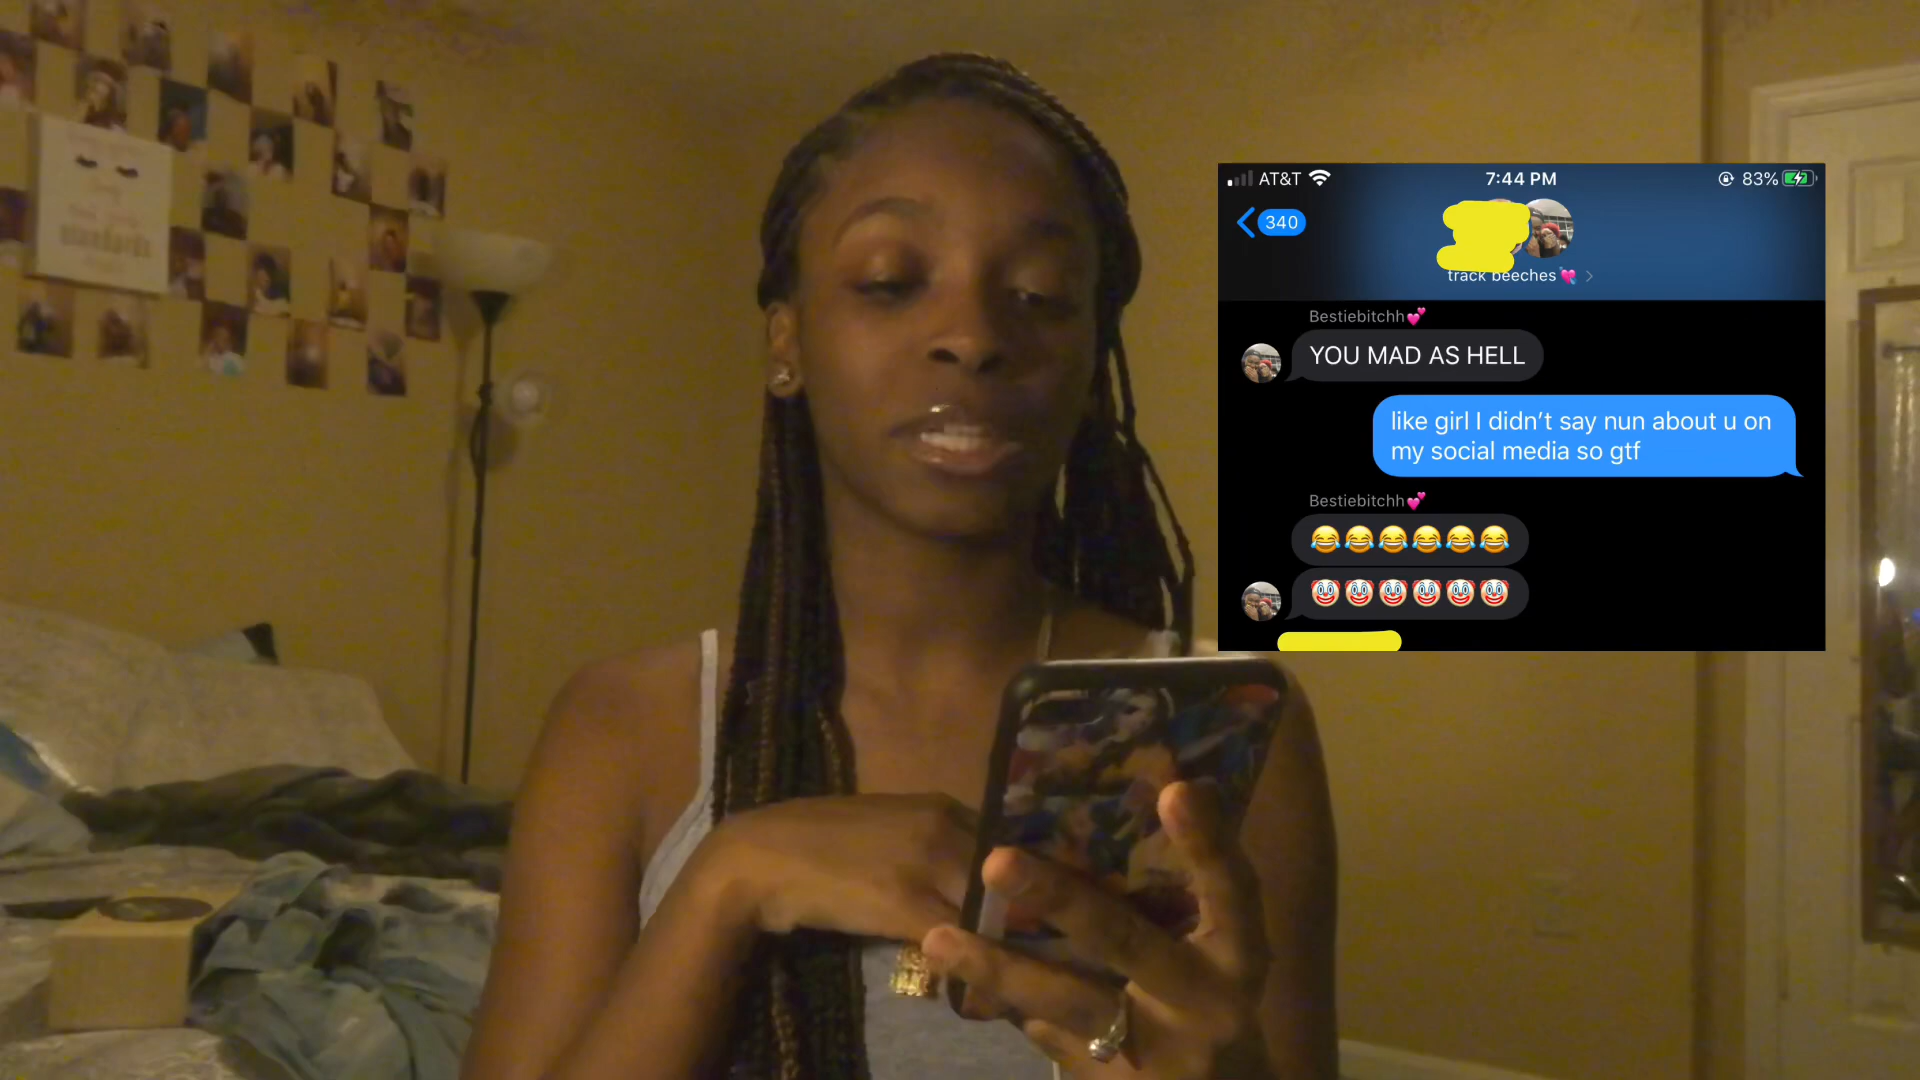 AT&T
7:44 PM
83%
340
track beeches💘
Bestiebitchh💕
YOU MAD AS HELL
like girl I didn't say nun about u on
my social media so gtf
Bestiebitchh💕
😂😂😂😂😂😂
🤡🤡🤡🤡🤡🤡